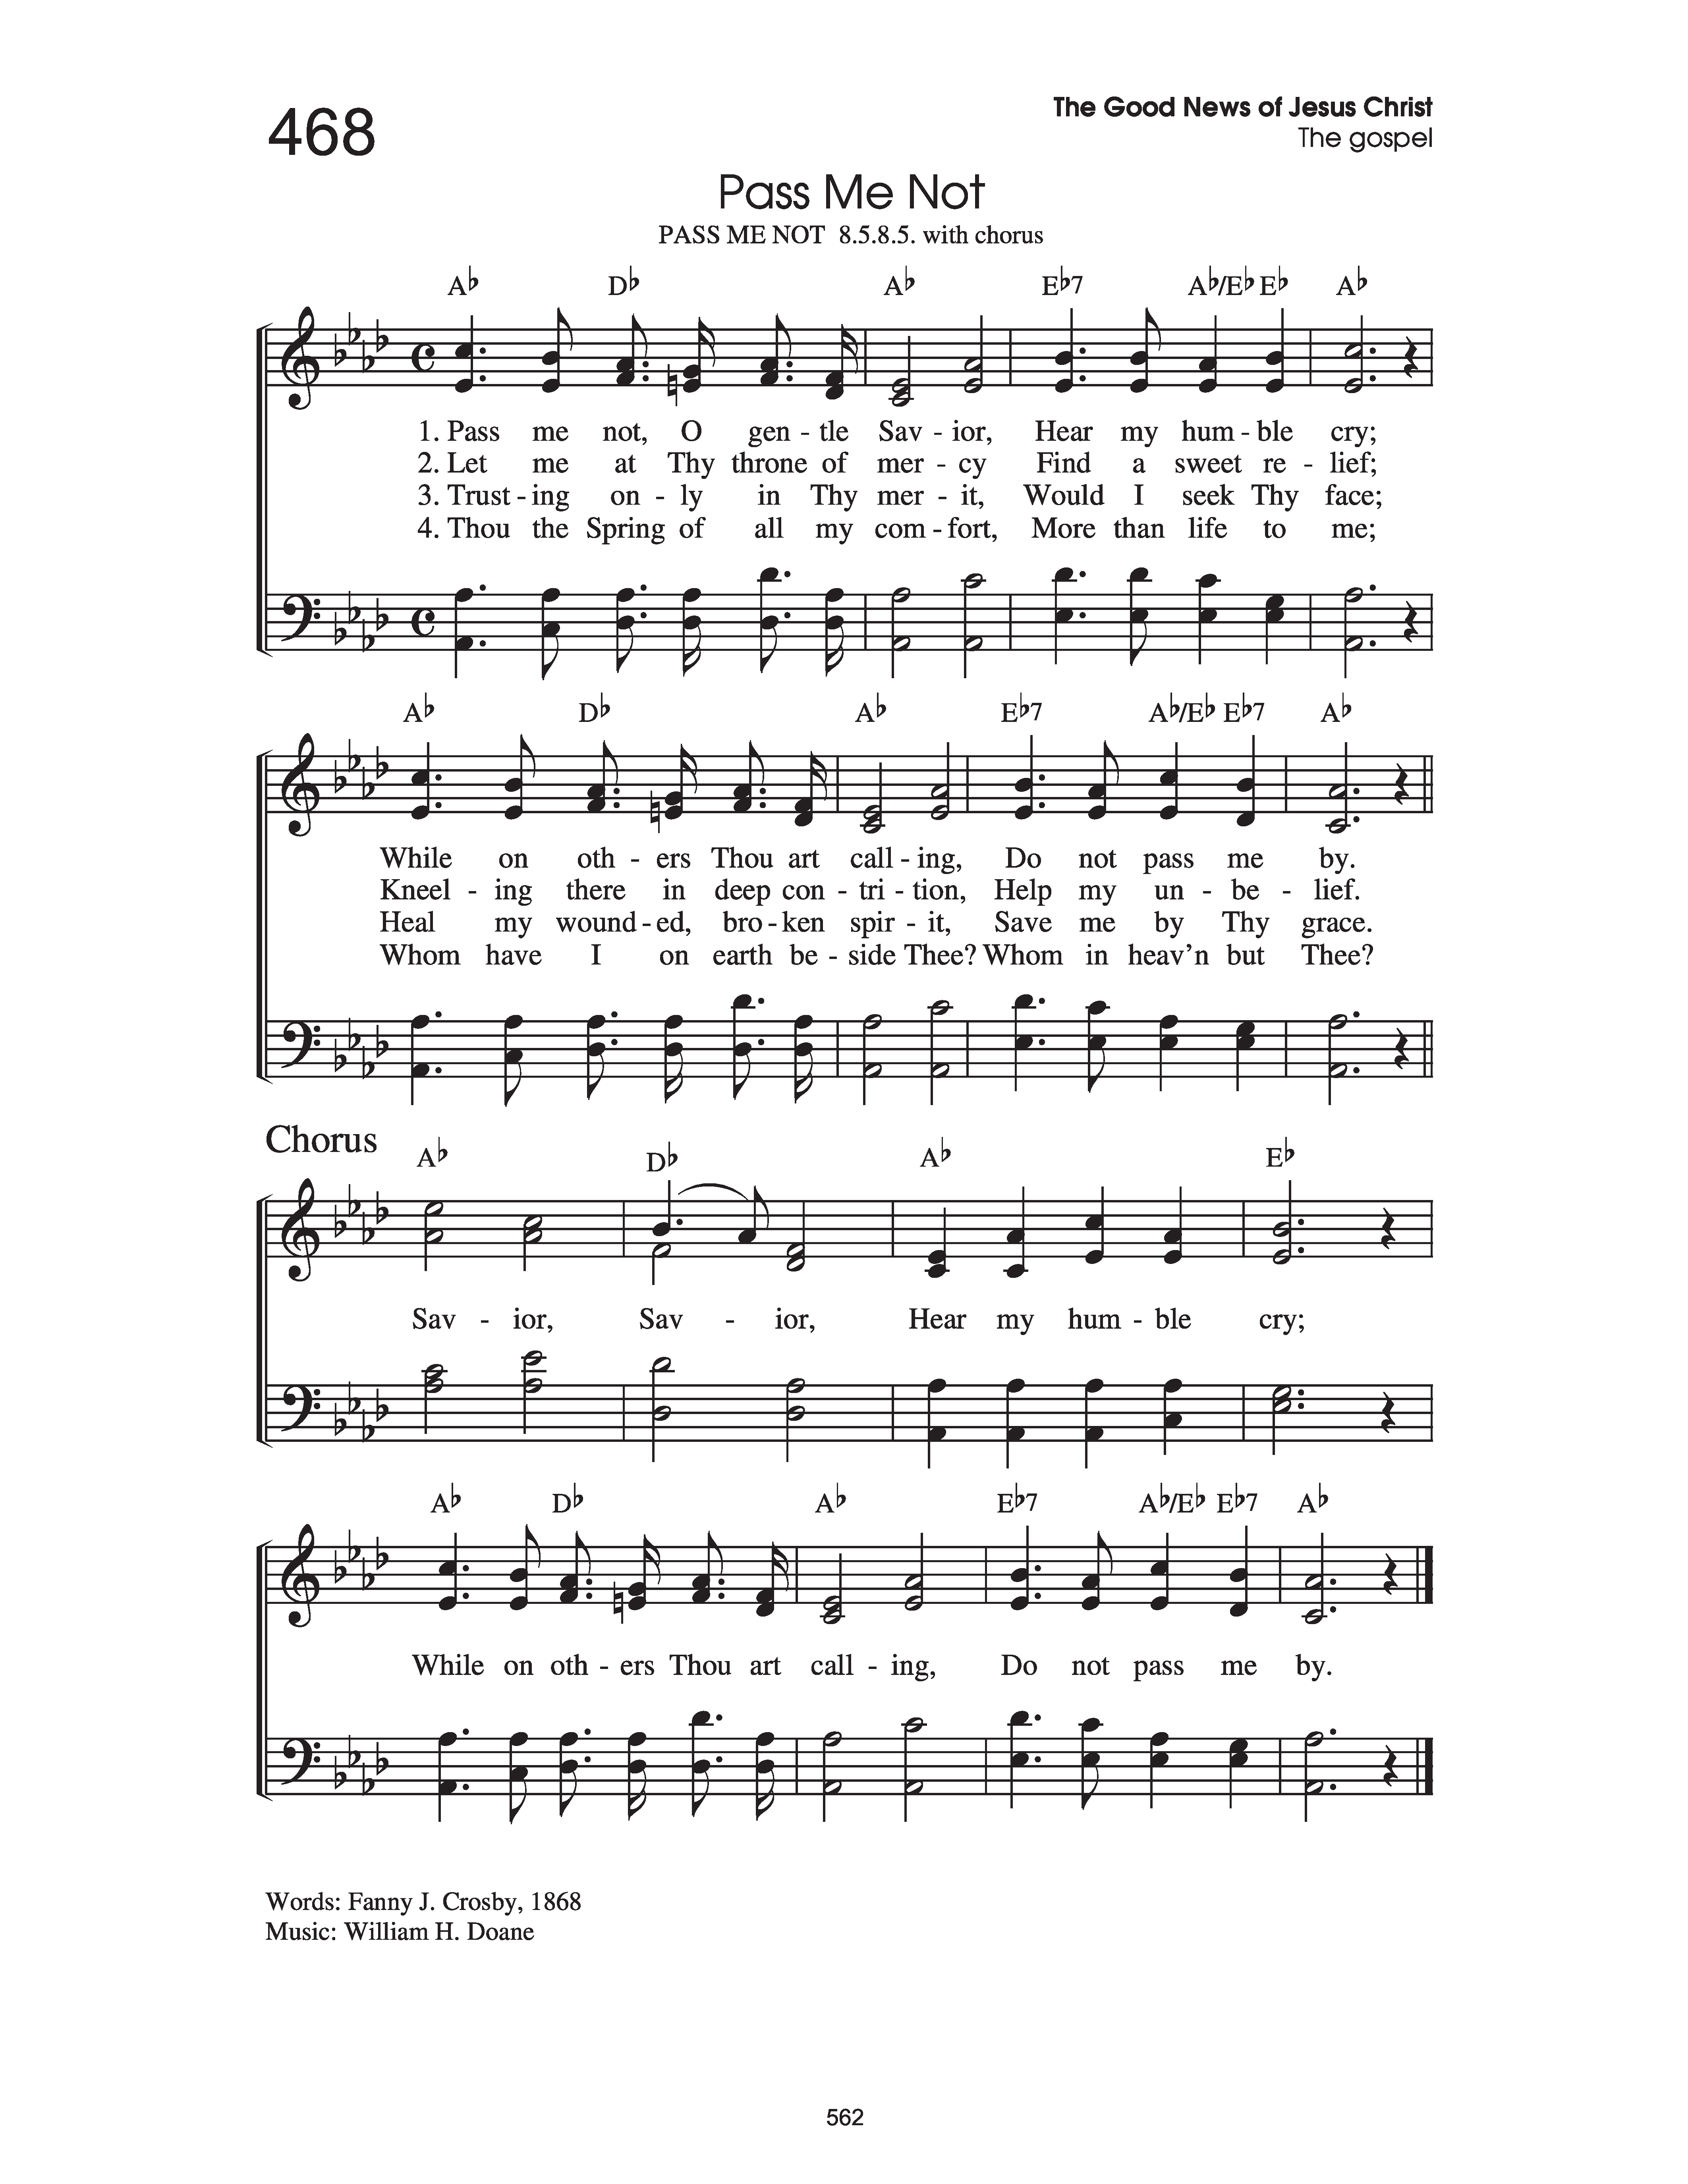 468
The Good News of Jesus Christ
The gospel
Pass Me Not
PASS ME NOT 8.5.8.5. with chorus
A♭ D♭ A♭ E♭7 A♭/E♭ E♭ A♭
1. Pass me not, O gen - tle Sav - ior, Hear my hum - ble cry;
2. Let me at Thy throne of mer - cy Find a sweet re - lief;
3. Trust - ing on - ly in Thy mer - it, Would I seek Thy face;
4. Thou the Spring of all my com - fort, More than life to me;
A♭ D♭ A♭ E♭7 A♭/E♭ E♭7 A♭
While on oth - ers Thou art call - ing, Do not pass me by.
Kneel - ing there in deep con - tri - tion, Help my un - be - lief.
Heal my wound - ed, bro - ken spir - it, Save me by Thy grace.
Whom have I on earth be - side Thee? Whom in heav'n but Thee?
Chorus
A♭ D♭ A♭ E♭
Sav - ior, Sav - ior, Hear my hum - ble cry;
A♭ D♭ A♭ E♭7 A♭/E♭ E♭7 A♭
While on oth - ers Thou art call - ing, Do not pass me by.
Words: Fanny J. Crosby, 1868
Music: William H. Doane
562